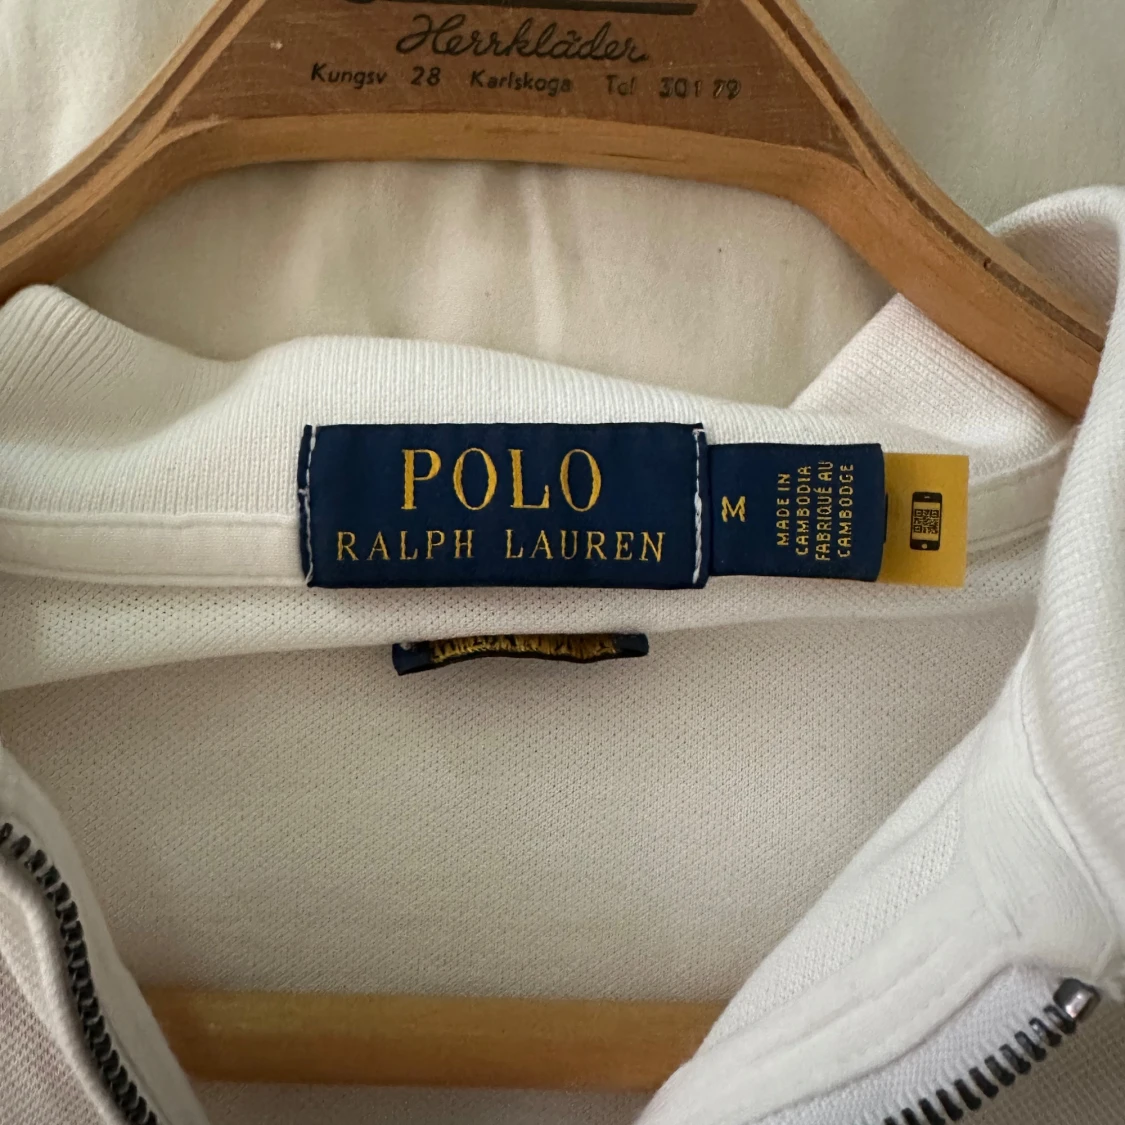 Herrkläder
Kungsv 28 Karlskoga Tel 301 79
POLO
RALPH LAUREN
M
MADE IN
CAMBODIA
FABRIQUÉ AU
CAMBODGE